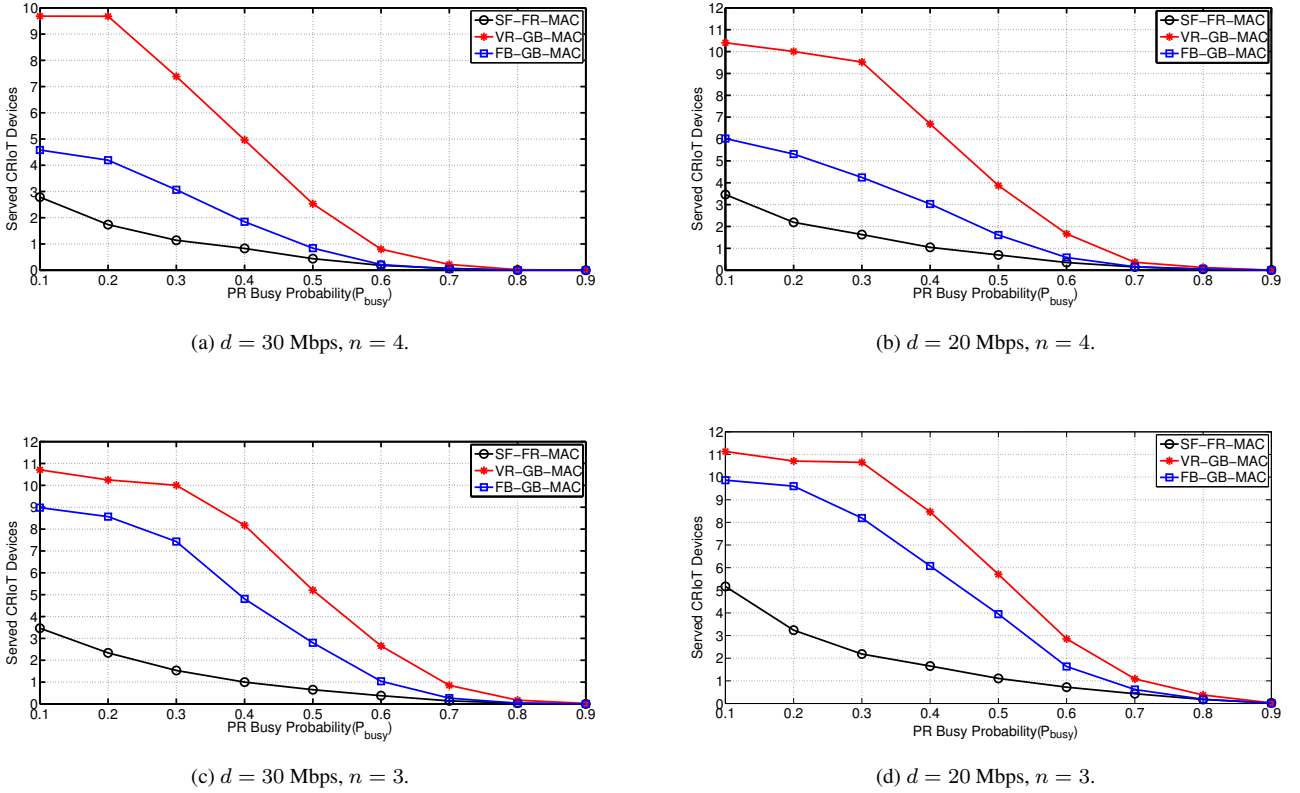 10
9
8
7
6
5
4
3
2
1
0
Served CRIoT Devices
SF-FR-MAC
VR-GB-MAC
FB-GB-MAC
0.1 0.2 0.3 0.4 0.5 0.6 0.7 0.8 0.9
PR Busy Probability(P_busy)
(a) d = 30 Mbps, n = 4.
12
11
10
9
8
7
6
5
4
3
2
1
0
Served CRIoT Devices
SF-FR-MAC
VR-GB-MAC
FB-GB-MAC
0.1 0.2 0.3 0.4 0.5 0.6 0.7 0.8 0.9
PR Busy Probability(P_busy)
(b) d = 20 Mbps, n = 4.
12
11
10
9
8
7
6
5
4
3
2
1
0
Served CRIoT Devices
SF-FR-MAC
VR-GB-MAC
FB-GB-MAC
0.1 0.2 0.3 0.4 0.5 0.6 0.7 0.8 0.9
PR Busy Probability(P_busy)
(c) d = 30 Mbps, n = 3.
12
11
10
9
8
7
6
5
4
3
2
1
0
Served CRIoT Devices
SF-FR-MAC
VR-GB-MAC
FB-GB-MAC
0.1 0.2 0.3 0.4 0.5 0.6 0.7 0.8 0.9
PR Busy Probability(P_busy)
(d) d = 20 Mbps, n = 3.